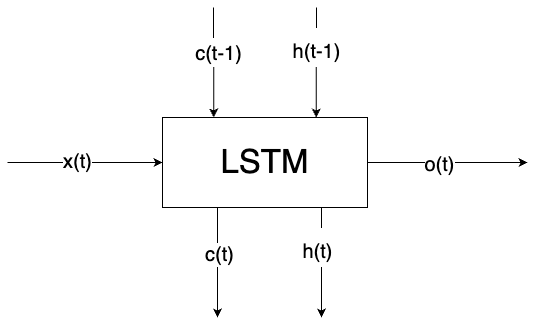 c(t-1)
h(t-1)
x(t)
LSTM
o(t)
c(t)
h(t)